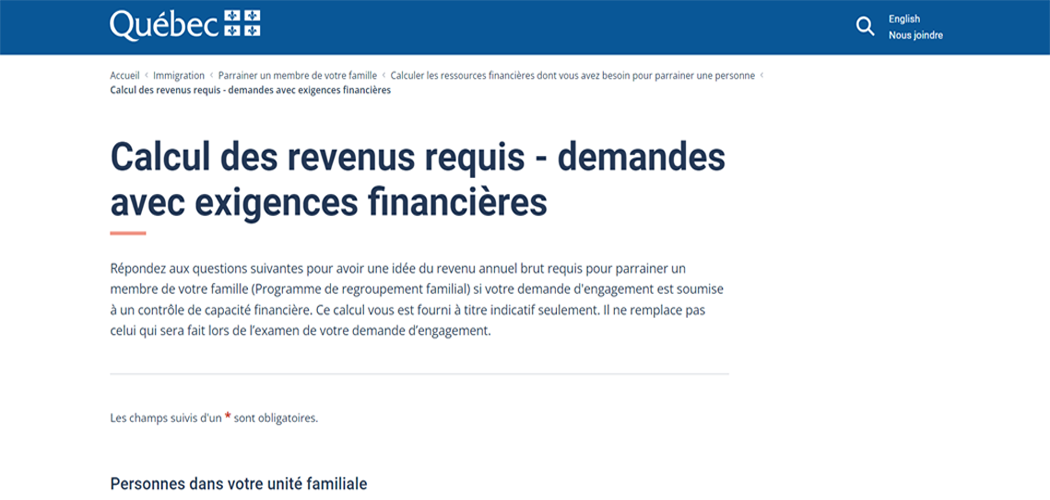 Québec
English
Nous joindre
Accueil < Immigration < Parrainer un membre de votre famille < Calculer les ressources financières dont vous avez besoin pour parrainer une personne <
Calcul des revenus requis - demandes avec exigences financières
Calcul des revenus requis - demandes
avec exigences financières
Répondez aux questions suivantes pour avoir une idée du revenu annuel brut requis pour parrainer un
membre de votre famille (Programme de regroupement familial) si votre demande d'engagement est soumise
à un contrôle de capacité financière. Ce calcul vous est fourni à titre indicatif seulement. Il ne remplace pas
celui qui sera fait lors de l’examen de votre demande d’engagement.
Les champs suivis d'un * sont obligatoires.
Personnes dans votre unité familiale